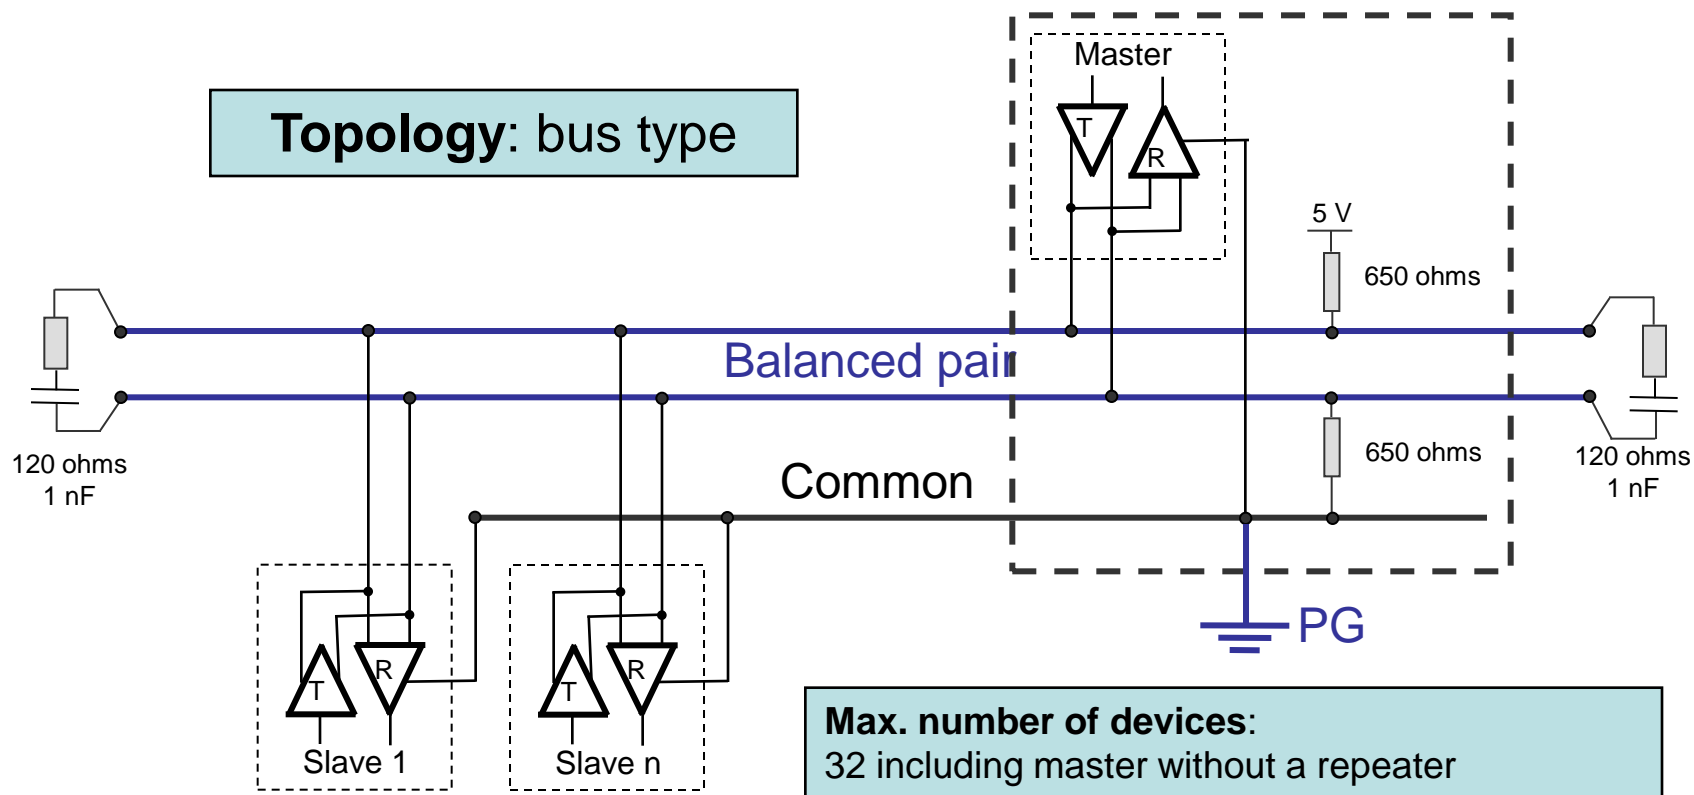 Master
T
R
Topology: bus type
5 V
650 ohms
Balanced pair
120 ohms
1 nF
650 ohms
120 ohms
1 nF
Common
PG
T
R
T
R
Slave 1
Slave n
Max. number of devices:
32 including master without a repeater